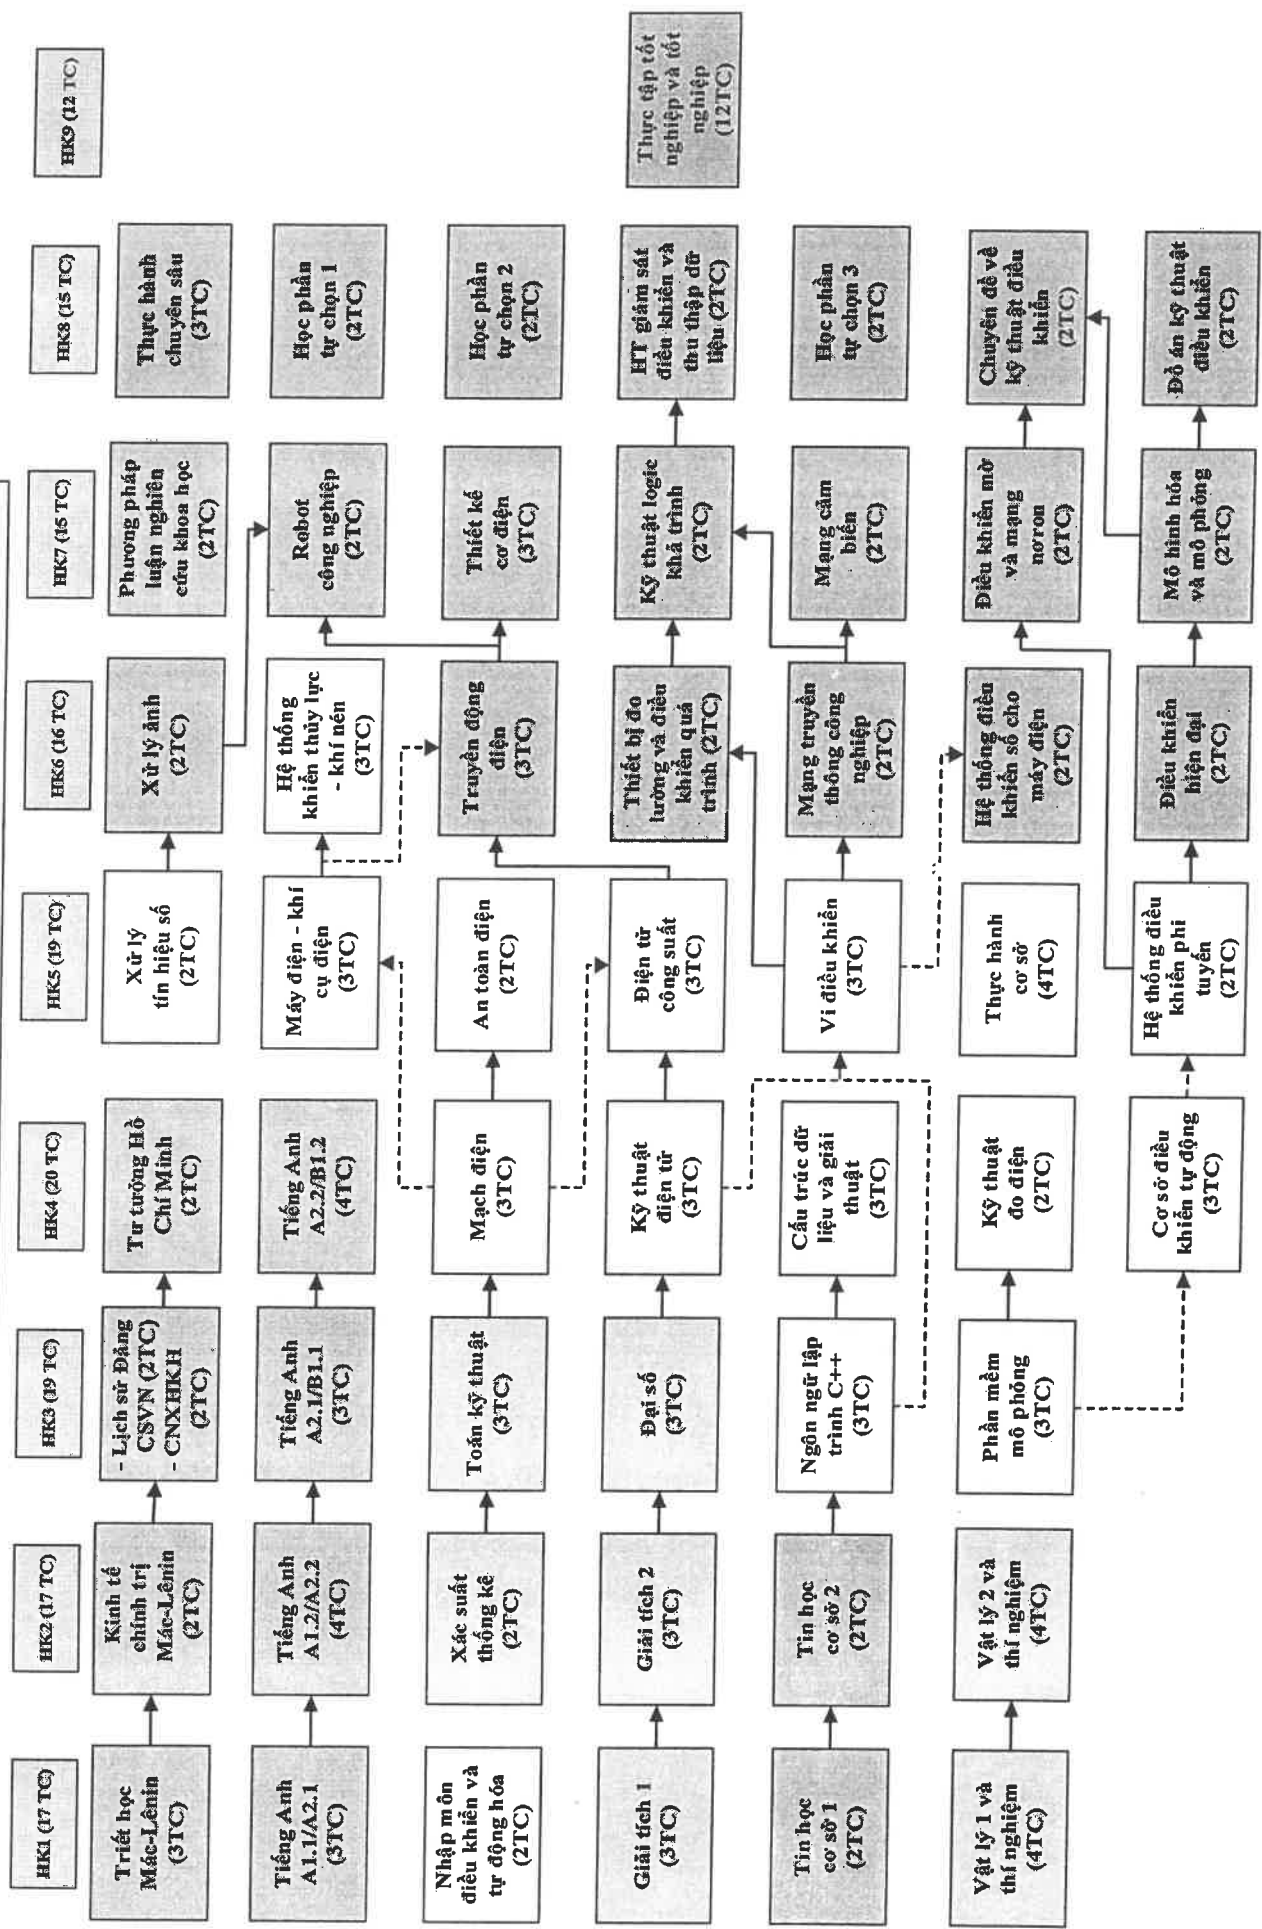 HK1 (17 TC)
Triết học
Mác-Lênin
(3TC)
Tiếng Anh
A1.1/A2.1
(3TC)
Nhập môn
điều khiển và
tự động hóa
(2TC)
Giải tích 1
(3TC)
Tin học
cơ sở 1
(2TC)
Vật lý 1 và
thí nghiệm
(4TC)
HK2 (17 TC)
Kinh tế
chính trị
Mác-Lênin
(2TC)
Tiếng Anh
A1.2/A2.2
(4TC)
Xác suất
thống kê
(2TC)
Giải tích 2
(3TC)
Tin học
cơ sở 2
(2TC)
Vật lý 2 và
thí nghiệm
(4TC)
HK3 (19 TC)
- Lịch sử Đảng
CSVN (2TC)
- CNXHKH
(2TC)
Tiếng Anh
A2.1/B1.1
(3TC)
Toán kỹ thuật
(3TC)
Đại số
(3TC)
Ngôn ngữ lập
trình C++
(3TC)
Phần mềm
mô phỏng
(3TC)
HK4 (20 TC)
Tư tưởng Hồ
Chí Minh
(2TC)
Tiếng Anh
A2.2/B1.2
(4TC)
Mạch điện
(3TC)
Kỹ thuật
điện tử
(3TC)
Cấu trúc dữ
liệu và giải
thuật
(3TC)
Kỹ thuật
đo điện
(2TC)
Cơ sở điều
khiển tự động
(3TC)
HK5 (19 TC)
Xử lý
tín hiệu số
(2TC)
Máy điện - khí
cụ điện
(3TC)
An toàn điện
(2TC)
Điện tử
công suất
(3TC)
Vi điều khiển
(3TC)
Thực hành
cơ sở
(4TC)
Hệ thống điều
khiển phi
tuyến
(2TC)
HK6 (16 TC)
Xử lý ảnh
(2TC)
Hệ thống
khiển thủy lực
- khí nén
(3TC)
Truyền động
điện
(3TC)
Thiết bị đo
lường và điều
khiển quá
trình (2TC)
Mạng truyền
thông công
nghiệp
(2TC)
Hệ thống điều
khiển số cho
máy điện
(2TC)
Điều khiển
hiện đại
(2TC)
HK7 (15 TC)
Phương pháp
luận nghiên
cứu khoa học
(2TC)
Robot
công nghiệp
(2TC)
Thiết kế
cơ điện
(3TC)
Kỹ thuật logic
khả trình
(2TC)
Mạng cảm
biến
(2TC)
Điều khiển mờ
và mạng
nơron
(2TC)
Mô hình hóa
và mô phỏng
(2TC)
HK8 (15 TC)
Thực hành
chuyên sâu
(3TC)
Học phần
tự chọn 1
(2TC)
Học phần
tự chọn 2
(2TC)
HT giám sát
điều khiển và
thu thập dữ
liệu (2TC)
Học phần
tự chọn 3
(2TC)
Chuyên đề về
kỹ thuật điều
khiển
(2TC)
Đồ án kỹ thuật
điều khiển
(2TC)
HK9 (12 TC)
Thực tập tốt
nghiệp và tốt
nghiệp
(12TC)